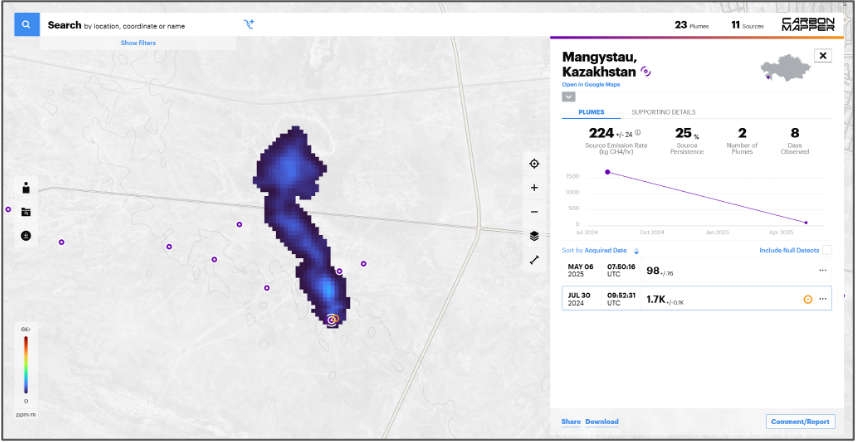 Search by location, coordinate or name
Show filters
23 Plumes
11 Sources
CARBON
MAPPER
Mangystau,
Kazakhstan
Open in Google Maps
PLUMES
SUPPORTING DETAILS
224 +/- 24
Source Emission Rate
(kg CH4/hr)
25 %
Source
Persistence
2
Number of
Plumes
8
Days
Observed
1500
1000
500
0
Jul 2024
Oct 2024
Jan 2025
Apr 2025
Sort by Acquired Date
Include Null Detects
MAY 06
2025
07:50:16
UTC
98 +/-76
JUL 30
2024
09:52:31
UTC
1.7K +/-0.1K
6K+
0
ppm-m
Share
Download
Comment/Report